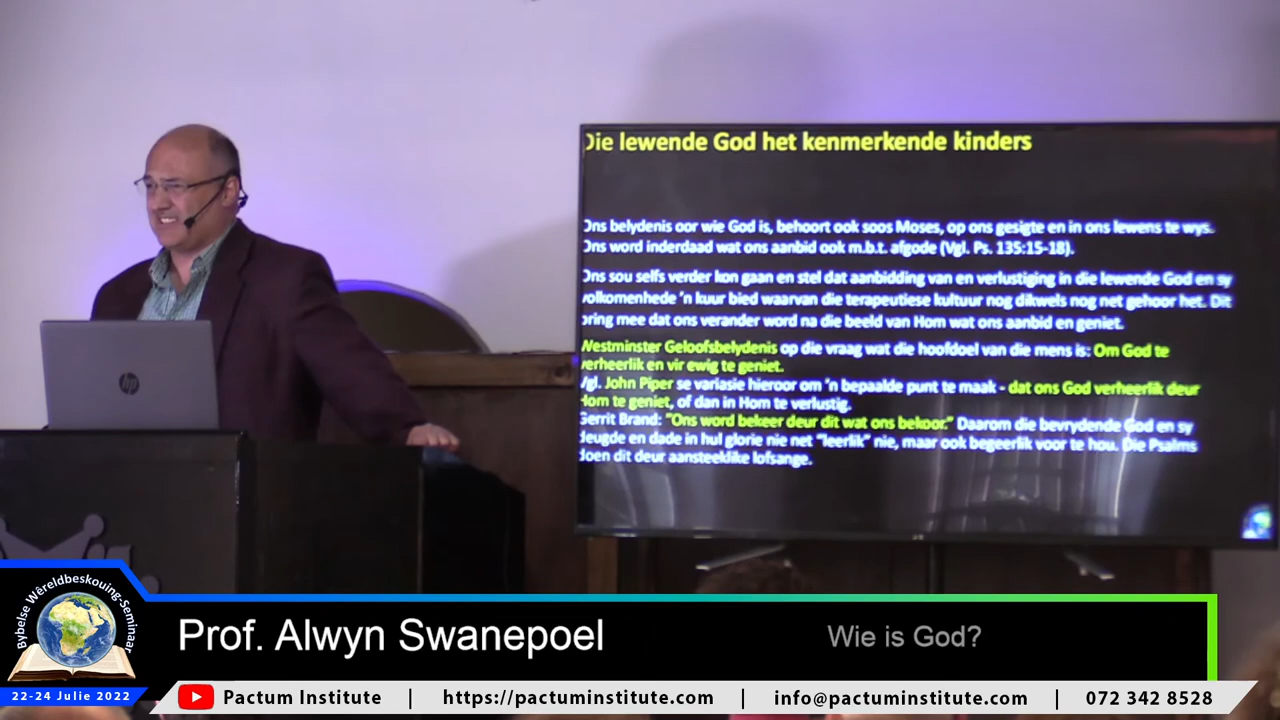 Die lewende God het kenmerkende kinders
Ons belydenis oor wie God is, behoort ook soos Moses, op ons gesigte en in ons lewens te wys.
Ons word inderdaad wat ons aanbid ook m.b.t. afgode (Vgl. Ps. 135:15-18).
Ons sou selfs verder kon gaan en stel dat aanbidding van en verlustiging in die lewende God en sy
volkomenhede 'n kuur bied waarvan die terapeutiese kultuur nog dikwels nog net gehoor het. Dit
bring mee dat ons verander word na die beeld van Hom wat ons aanbid en geniet.
Westminster Geloofsbelydenis op die vraag wat die hoofdoel van die mens is: Om God te
verheerlik en vir ewig te geniet.
Vgl. John Piper se variasie hieroor om 'n bepaalde punt te maak - dat ons God verheerlik deur
Hom te geniet, of dan in Hom te verlustig.
Gerrit Brand: "Ons word bekeer deur dit wat ons bekoor." Daarom die bevrydende God en sy
deugde en dade in hul glorie nie net "leerlik" nie, maar ook begeerlik voor te hou. Die Psalms
doen dit deur aansteeklike lofsange.
hp
Bybelse Wêreldbeskouing-Seminaar
22-24 Julie 2022
Prof. Alwyn Swanepoel
Wie is God?
Pactum Institute | https://pactuminstitute.com | info@pactuminstitute.com | 072 342 8528